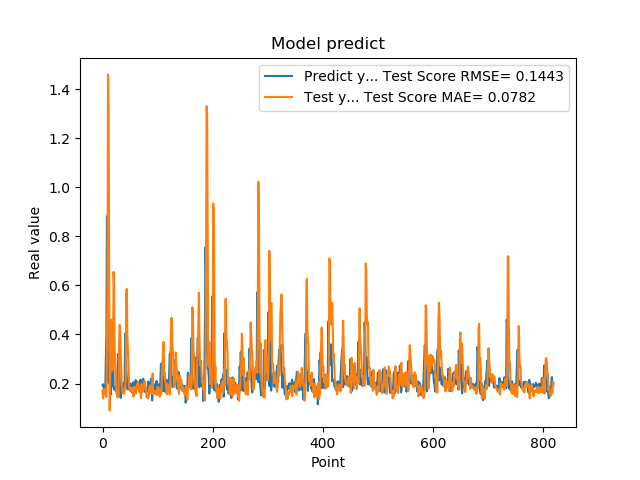 Model predict
Predict y... Test Score RMSE= 0.1443
Test y... Test Score MAE= 0.0782
Real value
1.4
1.2
1.0
0.8
0.6
0.4
0.2
0 200 400 600 800
Point